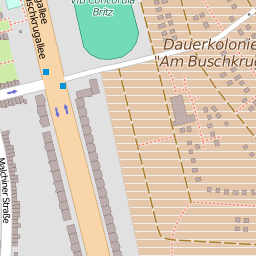 VfB Concordia
Britz
Dauerkolonie
"Am Buschkrug
Buschkrugallee
Malchiner Straße